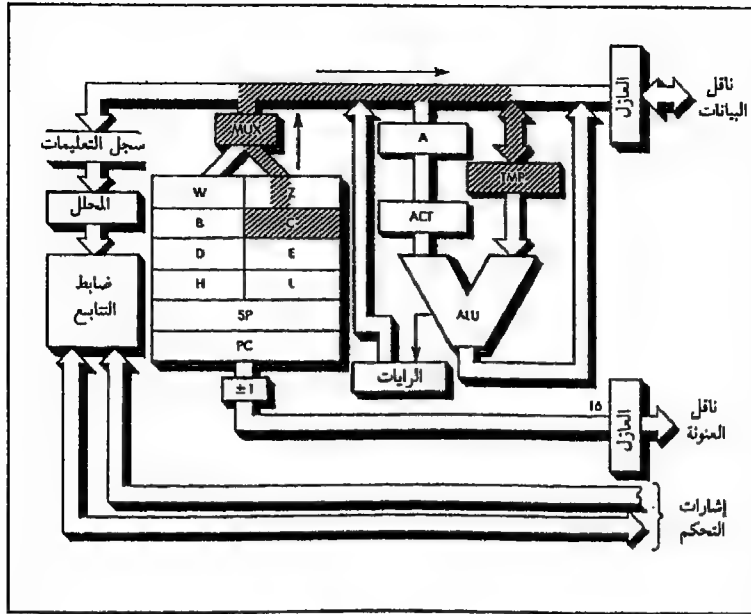 العازل
ناقل
البيانات
MUX
سجل التعليمات
المحلل
ضابط
التتابع
W
Z
B
C
D
E
H
L
SP
PC
±1
A
ACT
TMP
ALU
الرايات
16
العازل
ناقل
العنونة
إشارات
التحكم